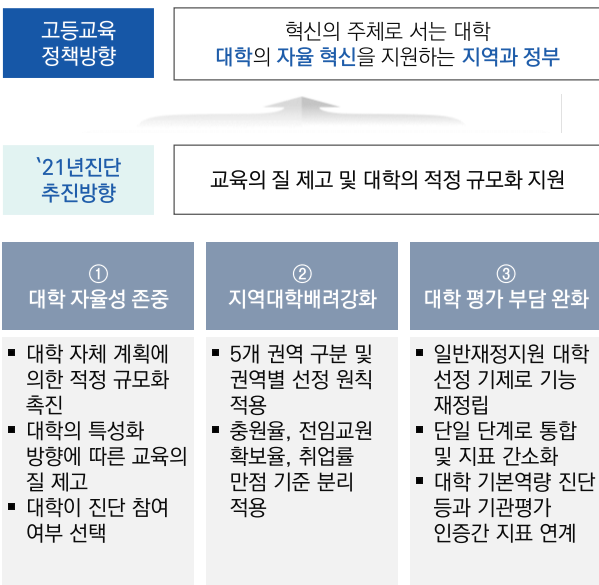 고등교육
정책방향
혁신의 주체로 서는 대학
대학의 자율 혁신을 지원하는 지역과 정부
‵21년진단
추진방향
교육의 질 제고 및 대학의 적정 규모화 지원
①
대학 자율성 존중
▪ 대학 자체 계획에
의한 적정 규모화
촉진
▪ 대학의 특성화
방향에 따른 교육의
질 제고
▪ 대학이 진단 참여
여부 선택
②
지역대학배려강화
▪ 5개 권역 구분 및
권역별 선정 원칙
적용
▪ 충원율, 전임교원
확보율, 취업률
만점 기준 분리
적용
③
대학 평가 부담 완화
▪ 일반재정지원 대학
선정 기제로 기능
재정립
▪ 단일 단계로 통합
및 지표 간소화
▪ 대학 기본역량 진단
등과 기관평가
인증간 지표 연계